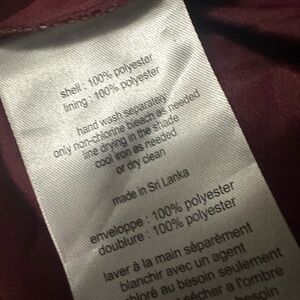 shell : 100% polyester
lining : 100% polyester
hand wash separately
only non-chlorine bleach as needed
line drying in the shade
cool iron as needed
or dry clean
made in Sri Lanka
enveloppe : 100% polyester
doublure : 100% polyester
laver à la main séparément
blanchir avec un agent
chloré au besoin seulement
sécher à l'ombre
besoin